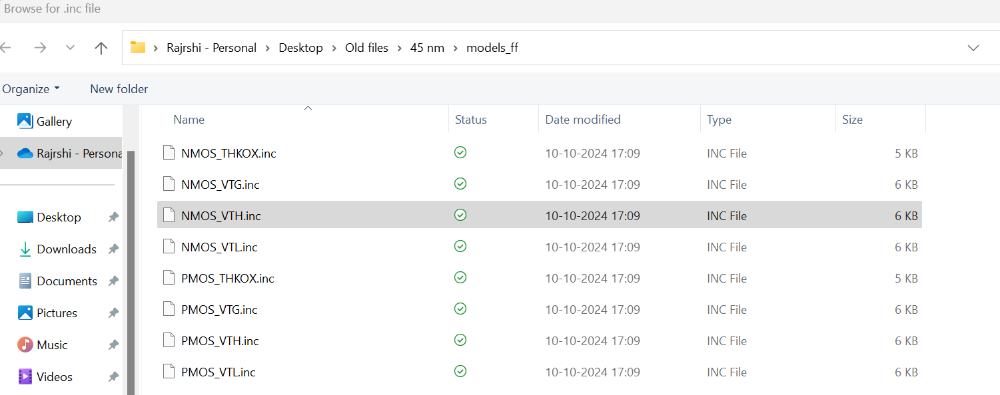 Browse for .inc file
Rajrshi - Personal > Desktop > Old files > 45 nm > models_ff
Organize New folder
Gallery
Rajrshi - Persona
Desktop
Downloads
Documents
Pictures
Music
Videos
Name Status Date modified Type Size
NMOS_THKOX.inc 10-10-2024 17:09 INC File 5 KB
NMOS_VTG.inc 10-10-2024 17:09 INC File 6 KB
NMOS_VTH.inc 10-10-2024 17:09 INC File 6 KB
NMOS_VTL.inc 10-10-2024 17:09 INC File 6 KB
PMOS_THKOX.inc 10-10-2024 17:09 INC File 5 KB
PMOS_VTG.inc 10-10-2024 17:09 INC File 6 KB
PMOS_VTH.inc 10-10-2024 17:09 INC File 6 KB
PMOS_VTL.inc 10-10-2024 17:09 INC File 6 KB